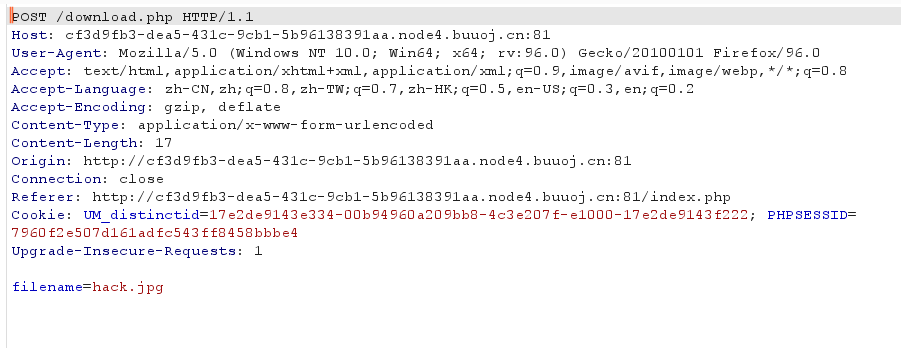 POST /download.php HTTP/1.1
Host: cf3d9fb3-dea5-431c-9cb1-5b96138391aa.node4.buuoj.cn:81
User-Agent: Mozilla/5.0 (Windows NT 10.0; Win64; x64; rv:96.0) Gecko/20100101 Firefox/96.0
Accept: text/html,application/xhtml+xml,application/xml;q=0.9,image/avif,image/webp,*/*;q=0.8
Accept-Language: zh-CN,zh;q=0.8,zh-TW;q=0.7,zh-HK;q=0.5,en-US;q=0.3,en;q=0.2
Accept-Encoding: gzip, deflate
Content-Type: application/x-www-form-urlencoded
Content-Length: 17
Origin: http://cf3d9fb3-dea5-431c-9cb1-5b96138391aa.node4.buuoj.cn:81
Connection: close
Referer: http://cf3d9fb3-dea5-431c-9cb1-5b96138391aa.node4.buuoj.cn:81/index.php
Cookie: UM_distinctid=17e2de9143e334-00b94960a209bb8-4c3e207f-e1000-17e2de9143f222; PHPSESSID=
7960f2e507d161adfc543ff8458bbbe4
Upgrade-Insecure-Requests: 1
filename=hack.jpg